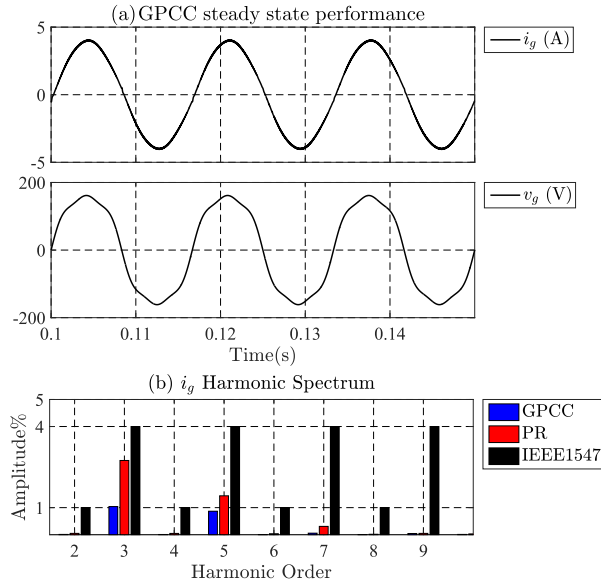 (a) GPCC steady state performance
5
0
-5
i_g (A)
200
0
-200
v_g (V)
0.1 0.11 0.12 0.13 0.14
Time(s)
(b) i_g Harmonic Spectrum
5
4
1
Amplitude%
GPCC
PR
IEEE1547
2 3 4 5 6 7 8 9
Harmonic Order